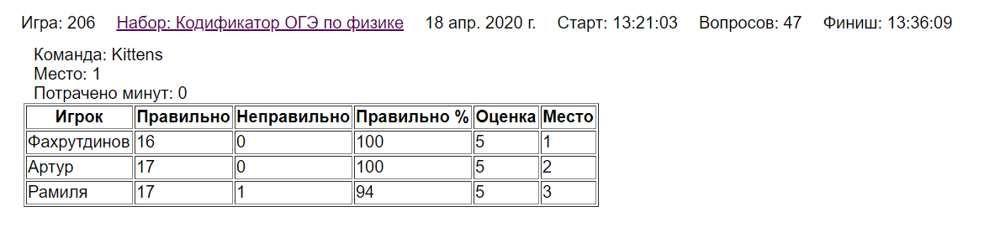 Игра: 206 Набор: Кодификатор ОГЭ по физике 18 апр. 2020 г. Старт: 13:21:03 Вопросов: 47 Финиш: 13:36:09
Команда: Kittens
Место: 1
Потрачено минут: 0
Игрок Правильно Неправильно Правильно % Оценка Место
Фахрутдинов 16 0 100 5 1
Артур 17 0 100 5 2
Рамиля 17 1 94 5 3